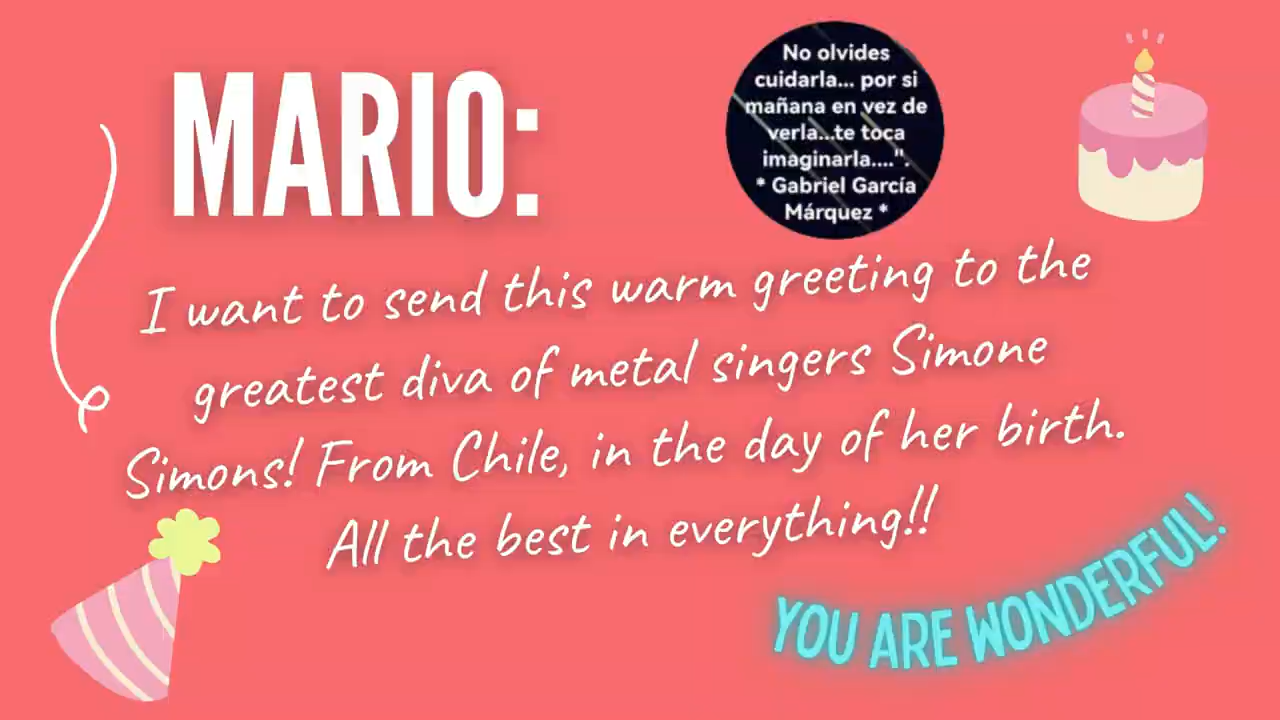 MARIO:
No olvides
cuidarla... por si
mañana en vez de
verla...te toca
imaginarla....".
* Gabriel García
Márquez *
I want to send this warm greeting to the
greatest diva of metal singers Simone
Simons! From Chile, in the day of her birth.
All the best in everything!!
YOU ARE WONDERFUL!